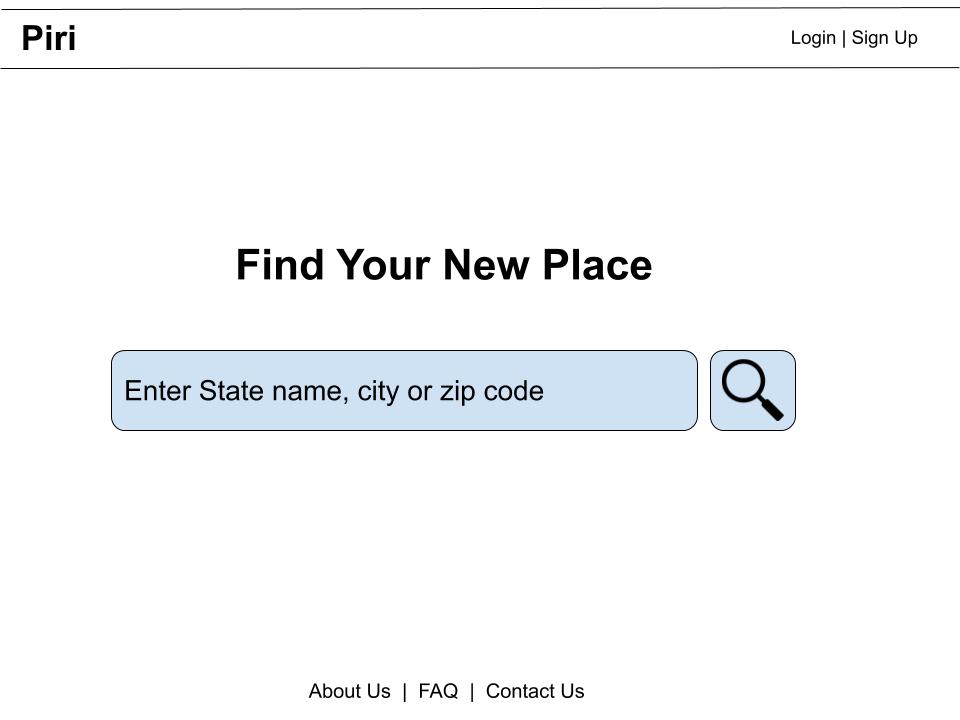 Piri
Login | Sign Up
Find Your New Place
Enter State name, city or zip code
About Us | FAQ | Contact Us